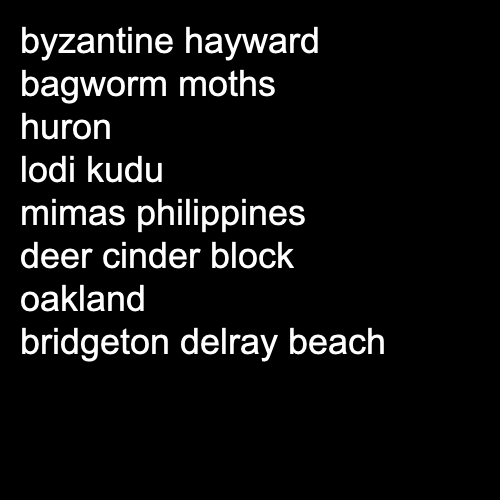 byzantine hayward
bagworm moths
huron
lodi kudu
mimas philippines
deer cinder block
oakland
bridgeton delray beach